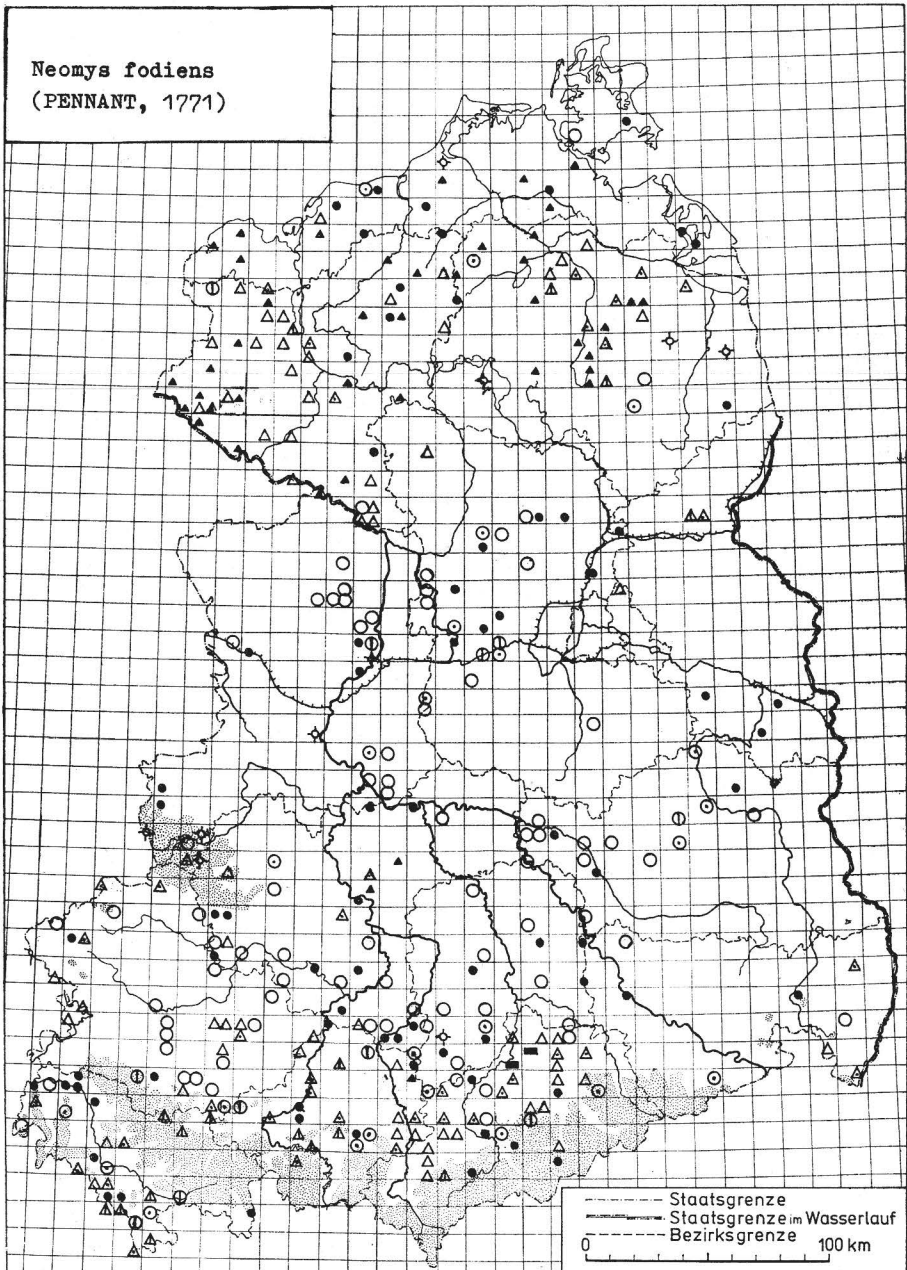 Neomys fodiens
(PENNANT, 1771)
Staatsgrenze
Staatsgrenze im Wasserlauf
Bezirksgrenze
0 100 km